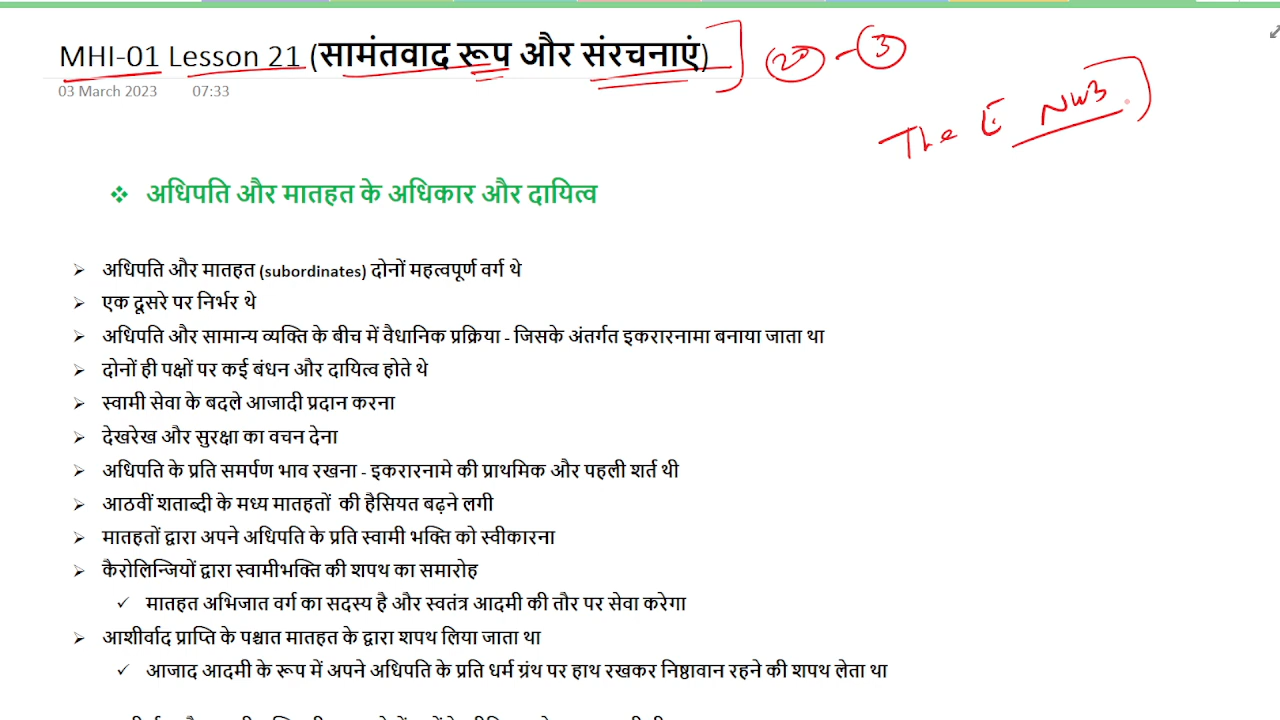 MHI-01 Lesson 21 (सामंतवाद रूप और संरचनाएं)
20 - 3
03 March 2023 07:33
The E NWB
❖ अधिपति और मातहत के अधिकार और दायित्व
➢ अधिपति और मातहत (subordinates) दोनों महत्वपूर्ण वर्ग थे
➢ एक दूसरे पर निर्भर थे
➢ अधिपति और सामान्य व्यक्ति के बीच में वैधानिक प्रक्रिया - जिसके अंतर्गत इकरारनामा बनाया जाता था
➢ दोनों ही पक्षों पर कई बंधन और दायित्व होते थे
➢ स्वामी सेवा के बदले आजादी प्रदान करना
➢ देखरेख और सुरक्षा का वचन देना
➢ अधिपति के प्रति समर्पण भाव रखना - इकरारनामे की प्राथमिक और पहली शर्त थी
➢ आठवीं शताब्दी के मध्य मातहतों की हैसियत बढ़ने लगी
➢ मातहतों द्वारा अपने अधिपति के प्रति स्वामी भक्ति को स्वीकारना
➢ कैरोलिन्जियों द्वारा स्वामीभक्ति की शपथ का समारोह
✓ मातहत अभिजात वर्ग का सदस्य है और स्वतंत्र आदमी की तौर पर सेवा करेगा
➢ आशीर्वाद प्राप्ति के पश्चात मातहत के द्वारा शपथ लिया जाता था
✓ आजाद आदमी के रूप में अपने अधिपति के प्रति धर्म ग्रंथ पर हाथ रखकर निष्ठावान रहने की शपथ लेता था